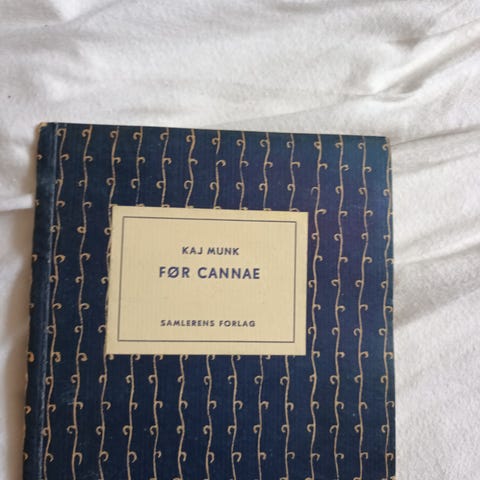 KAJ MUNK
FØR CANNAE
SAMLERENS FORLAG